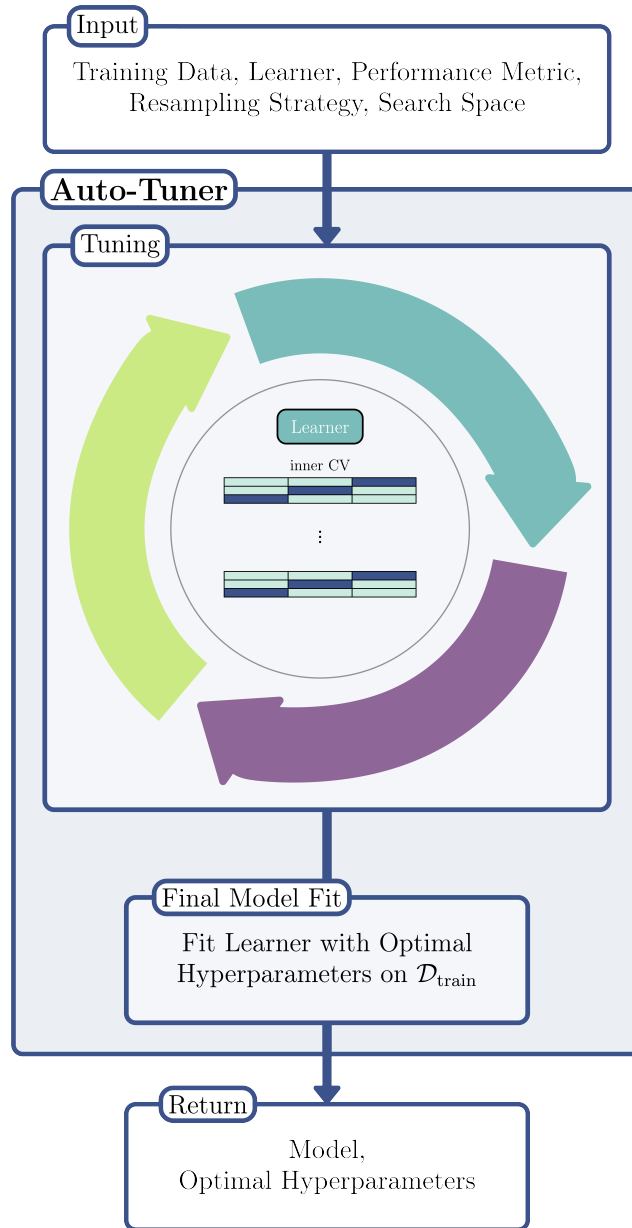 Input
Training Data, Learner, Performance Metric,
Resampling Strategy, Search Space
Auto-Tuner
Tuning
Learner
inner CV
⋮
Final Model Fit
Fit Learner with Optimal
Hyperparameters on 𝒟train
Return
Model,
Optimal Hyperparameters